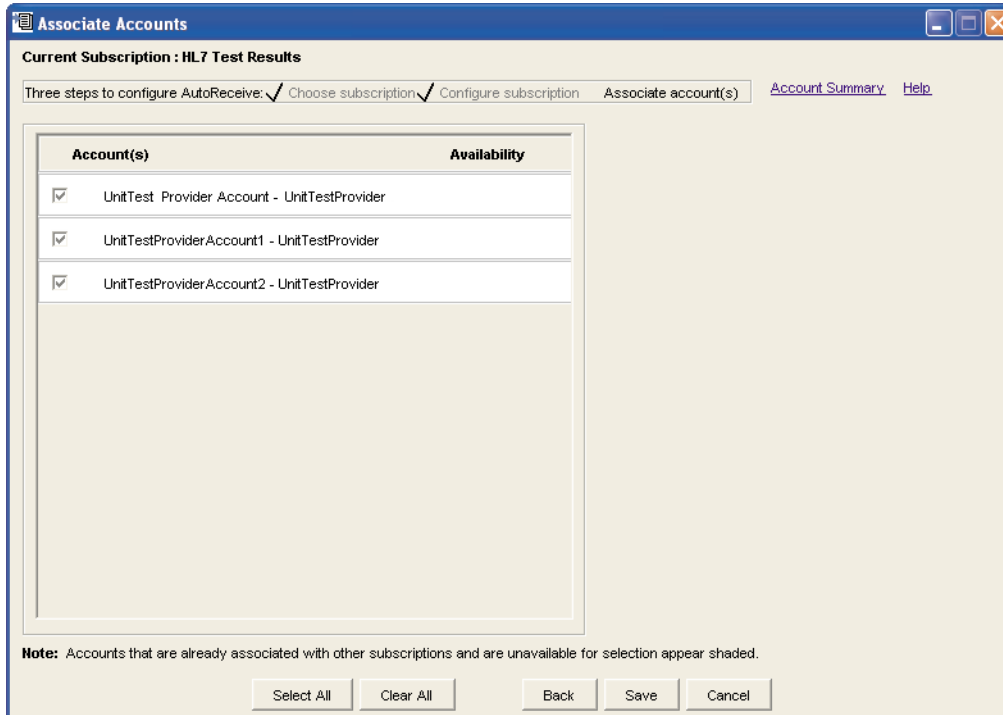 Associate Accounts
Current Subscription : HL7 Test Results
Three steps to configure AutoReceive: Choose subscription Configure subscription Associate account(s) Account Summary Help
Account(s) Availability
UnitTest Provider Account - UnitTestProvider
UnitTestProviderAccount1 - UnitTestProvider
UnitTestProviderAccount2 - UnitTestProvider
Note: Accounts that are already associated with other subscriptions and are unavailable for selection appear shaded.
Select All Clear All Back Save Cancel